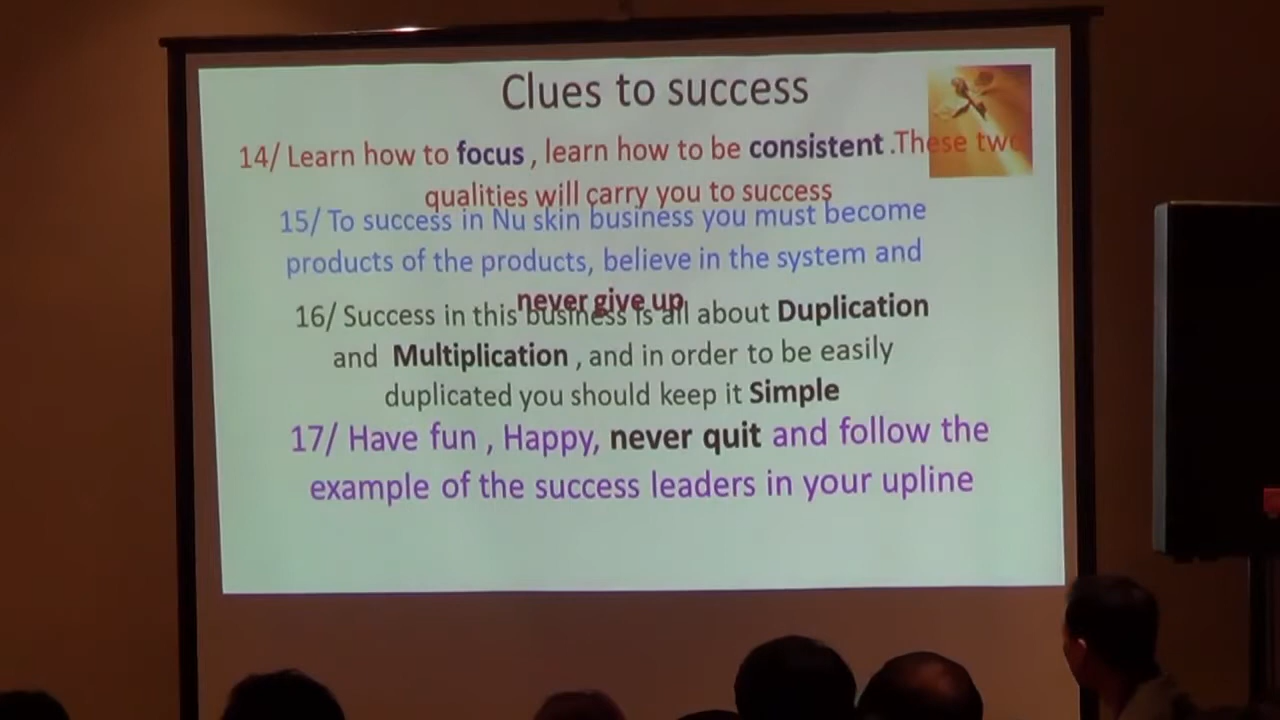 Clues to success
14/ Learn how to focus , learn how to be consistent .These two
qualities will carry you to success
15/ To success in Nu skin business you must become
products of the products, believe in the system and
never give up
16/ Success in this business is all about Duplication
and Multiplication , and in order to be easily
duplicated you should keep it Simple
17/ Have fun , Happy, never quit and follow the
example of the success leaders in your upline